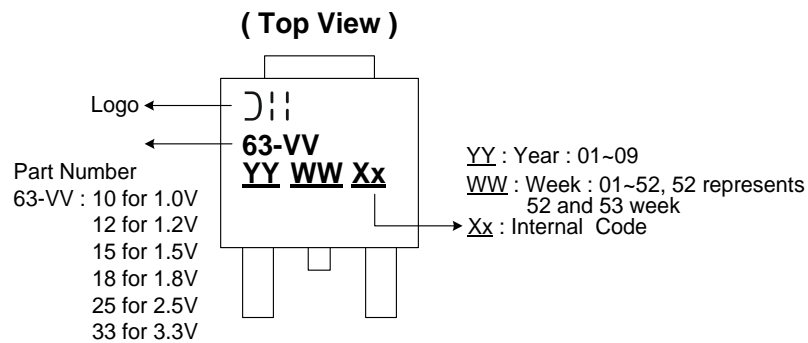 ( Top View )
Logo
63-VV
YY WW Xx
Part Number
63-VV : 10 for 1.0V
12 for 1.2V
15 for 1.5V
18 for 1.8V
25 for 2.5V
33 for 3.3V
YY : Year : 01~09
WW : Week : 01~52, 52 represents
52 and 53 week
Xx : Internal Code